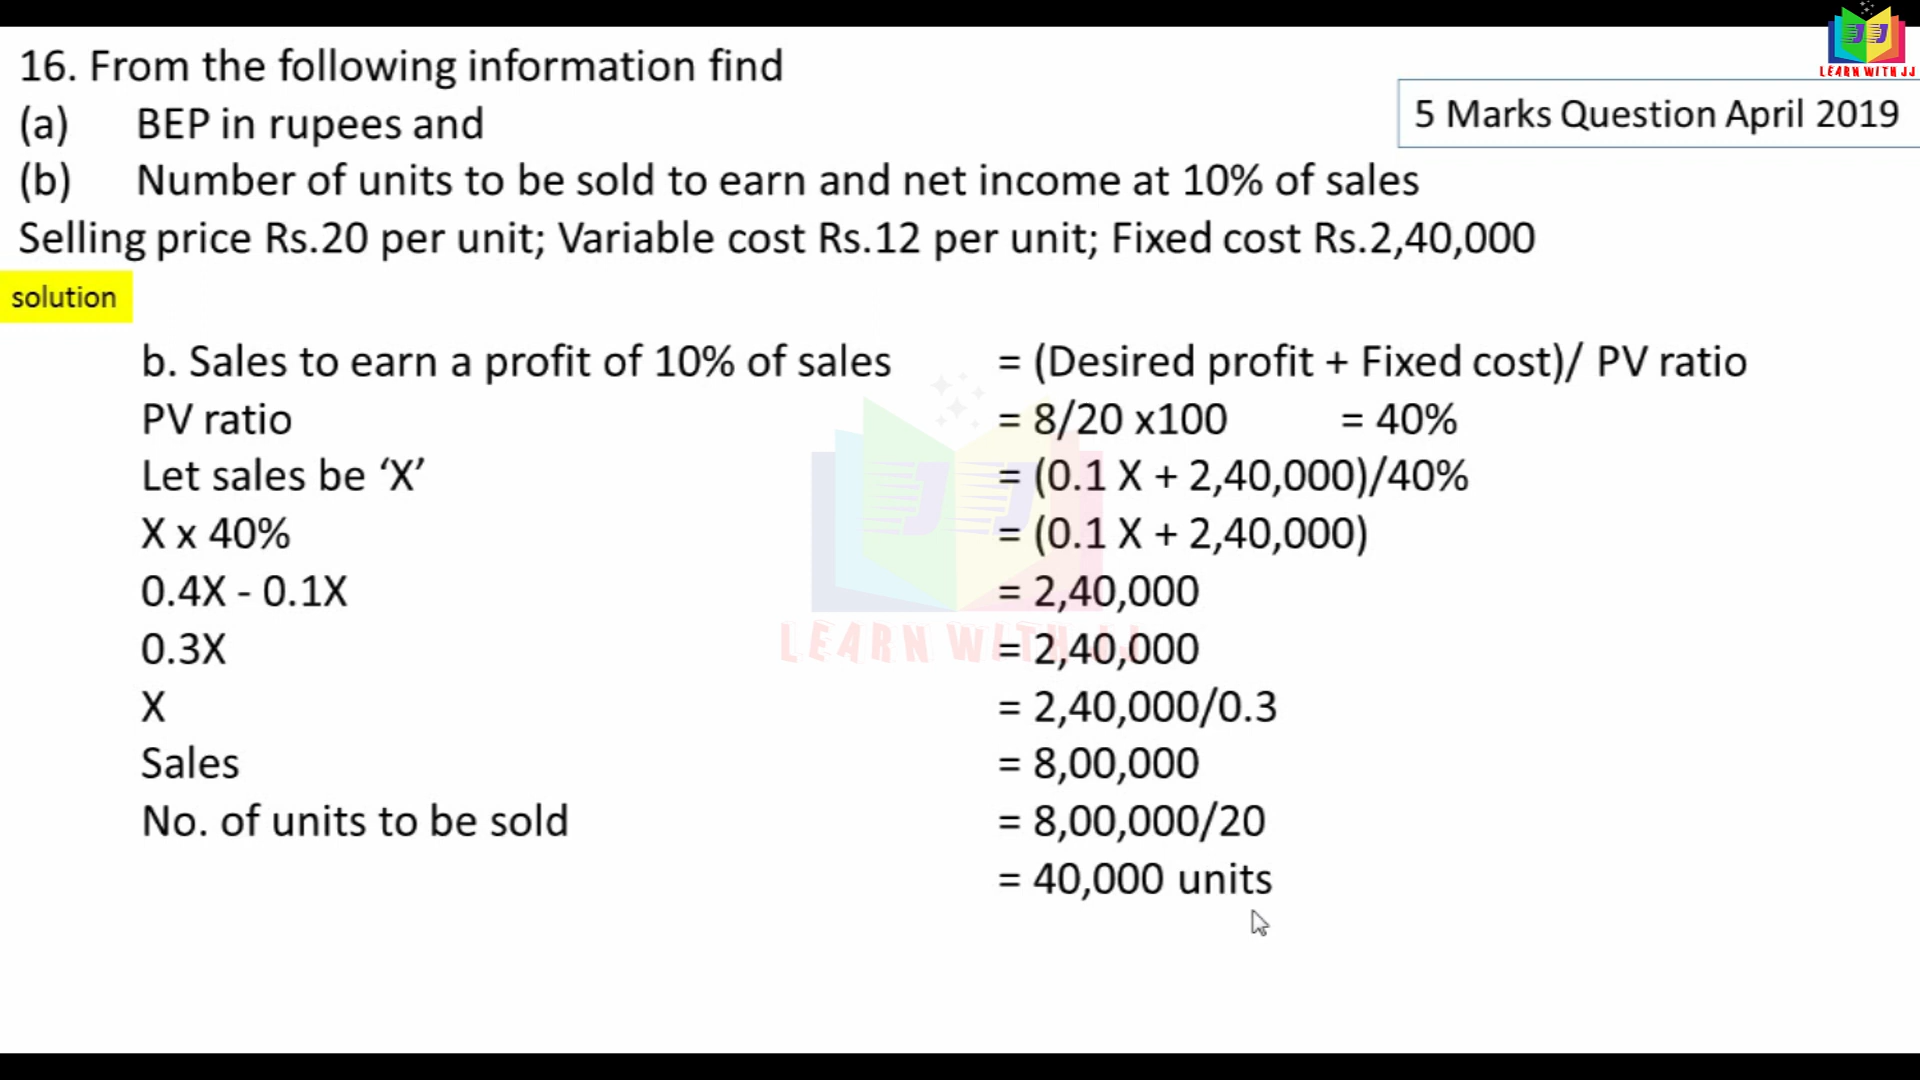 LEARN WITH JJ
16. From the following information find
5 Marks Question April 2019
(a) BEP in rupees and
(b) Number of units to be sold to earn and net income at 10% of sales
Selling price Rs.20 per unit; Variable cost Rs.12 per unit; Fixed cost Rs.2,40,000
solution
b. Sales to earn a profit of 10% of sales = (Desired profit + Fixed cost)/ PV ratio
PV ratio = 8/20 x100 = 40%
Let sales be ‘X’ = (0.1 X + 2,40,000)/40%
X x 40% = (0.1 X + 2,40,000)
0.4X - 0.1X = 2,40,000
LEARN WITH JJ
0.3X = 2,40,000
X = 2,40,000/0.3
Sales = 8,00,000
No. of units to be sold = 8,00,000/20
= 40,000 units